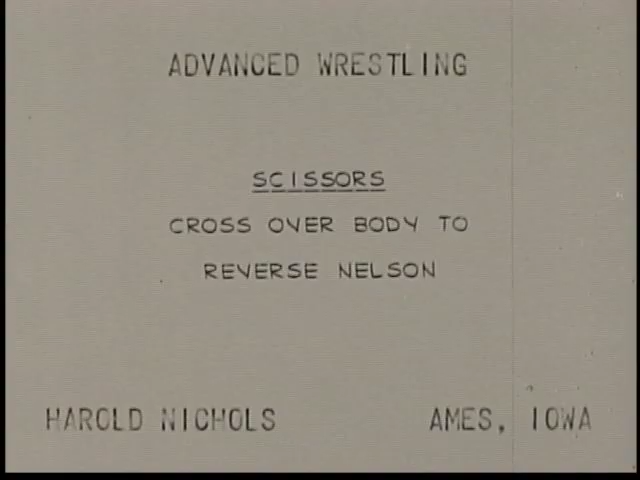 ADVANCED WRESTLING
SCISSORS
CROSS OVER BODY TO
REVERSE NELSON
HAROLD NICHOLS AMES, IOWA